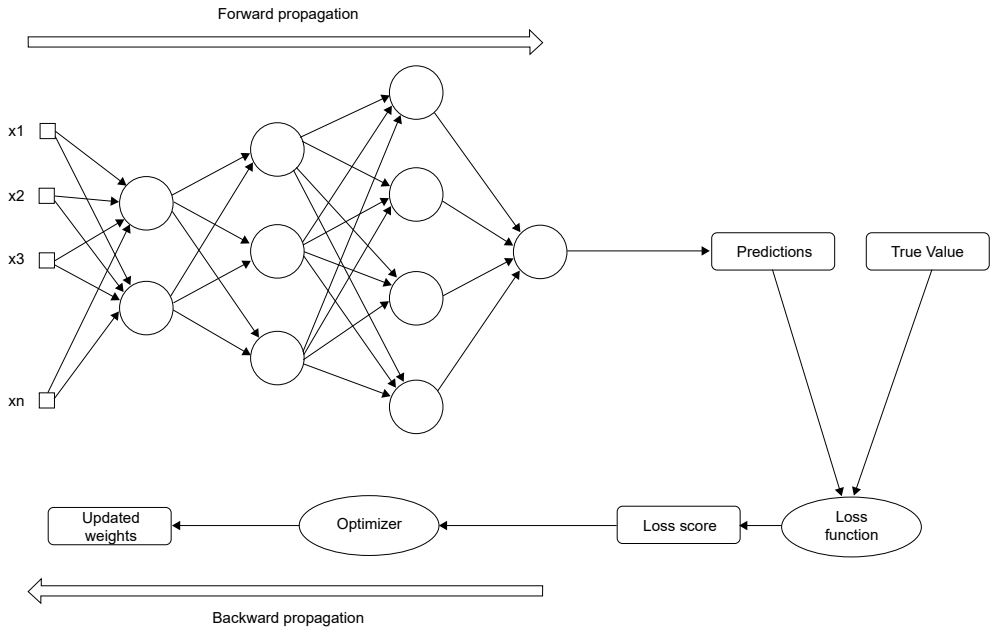 Forward propagation
x1
x2
x3
xn
Predictions
True Value
Updated
weights
Optimizer
Loss score
Loss
function
Backward propagation